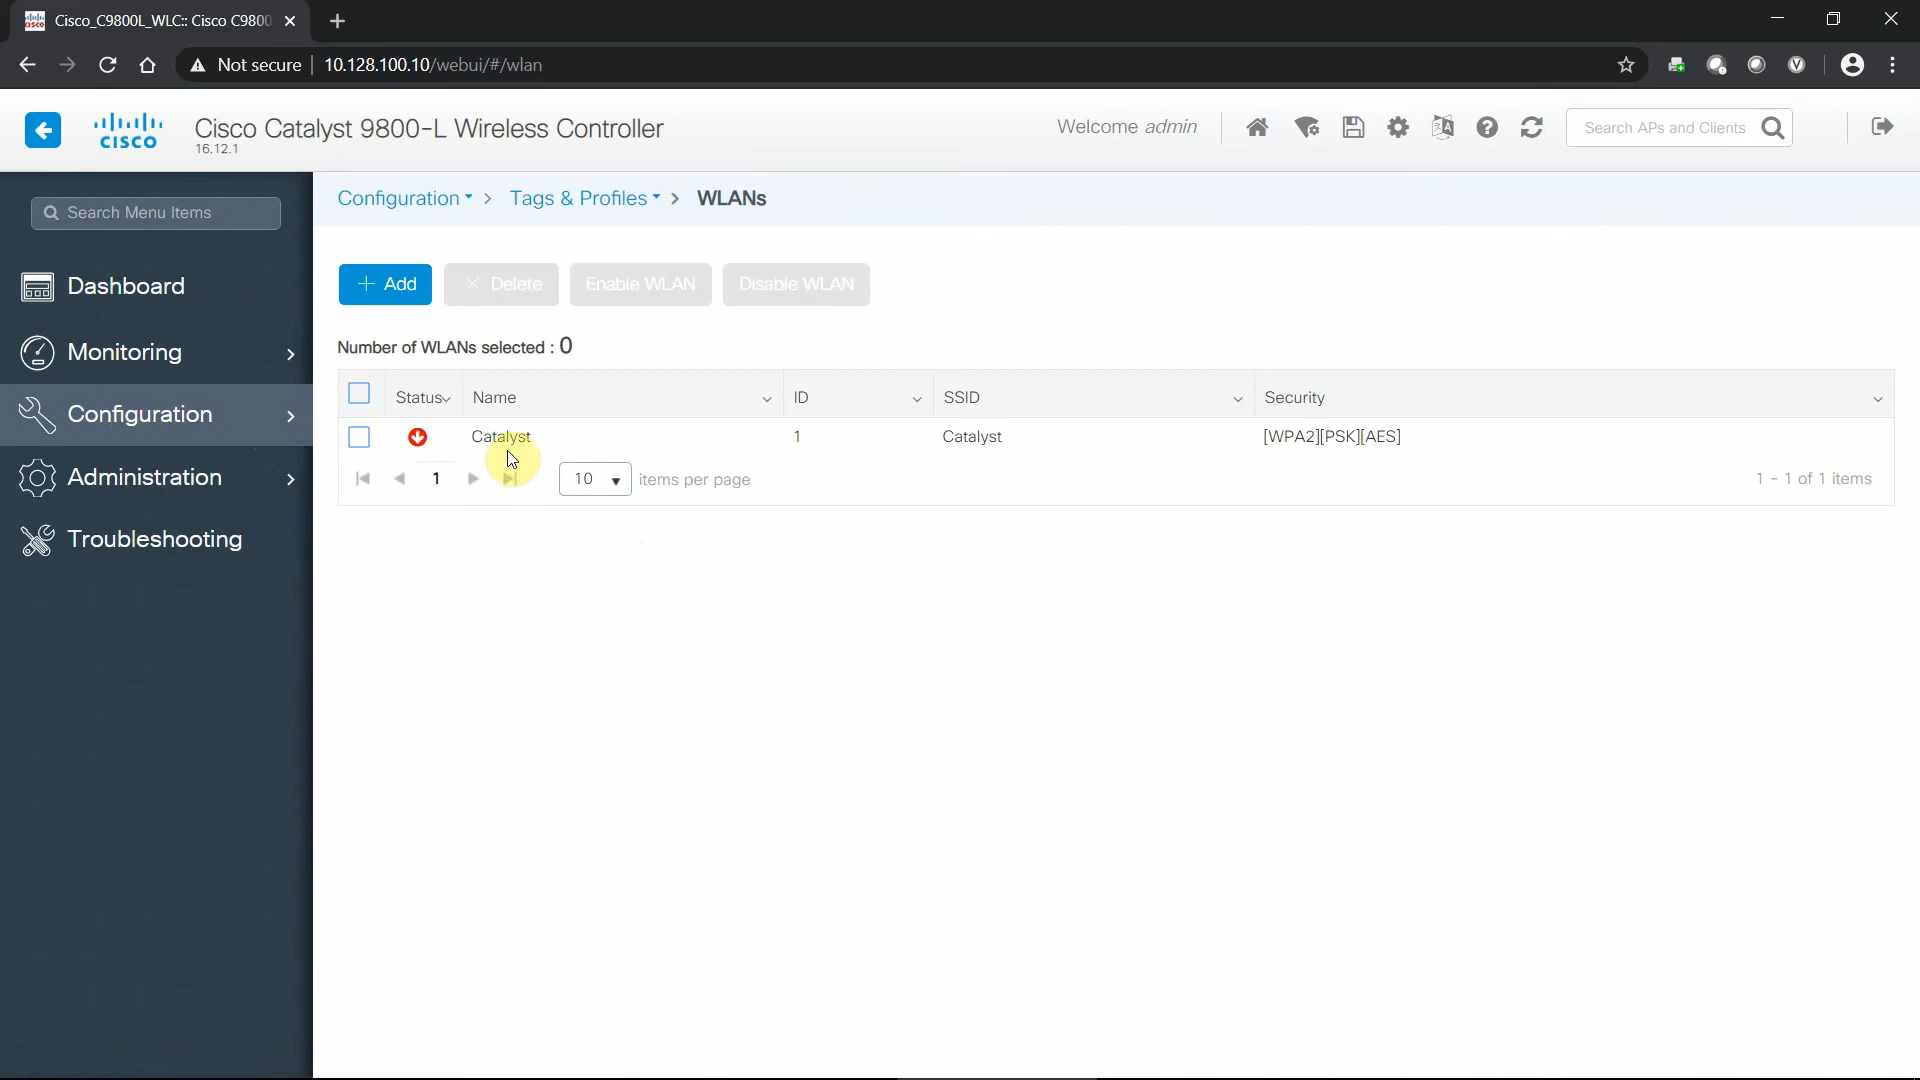 Cisco_C9800L_WLC:: Cisco C9800
Not secure | 10.128.100.10/webui/#/wlan
CISCO
Cisco Catalyst 9800-L Wireless Controller
16.12.1
Welcome admin
Search APs and Clients
Search Menu Items
Dashboard
Monitoring
Configuration
Administration
Troubleshooting
Configuration > Tags & Profiles > WLANs
+ Add
× Delete
Enable WLAN
Disable WLAN
Number of WLANs selected : 0
Status Name ID SSID Security
Catalyst 1 Catalyst [WPA2][PSK][AES]
1 10 items per page 1 - 1 of 1 items